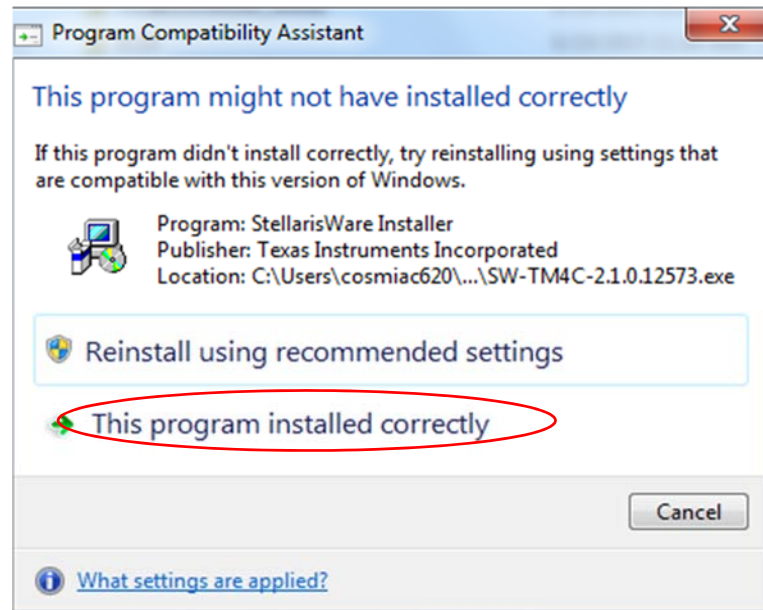 Program Compatibility Assistant
This program might not have installed correctly
If this program didn't install correctly, try reinstalling using settings that
are compatible with this version of Windows.
Program: StellarisWare Installer
Publisher: Texas Instruments Incorporated
Location: C:\Users\cosmiac620\...\SW-TM4C-2.1.0.12573.exe
Reinstall using recommended settings
This program installed correctly
Cancel
What settings are applied?